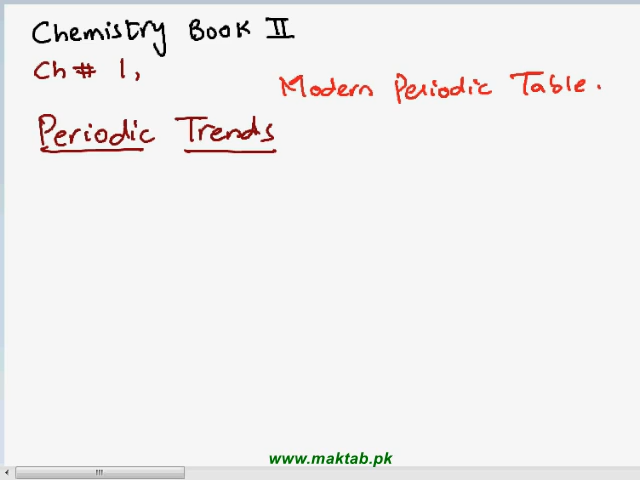 Chemistry Book II
Ch# 1,
Modern Periodic Table.
Periodic Trends
www.maktab.pk